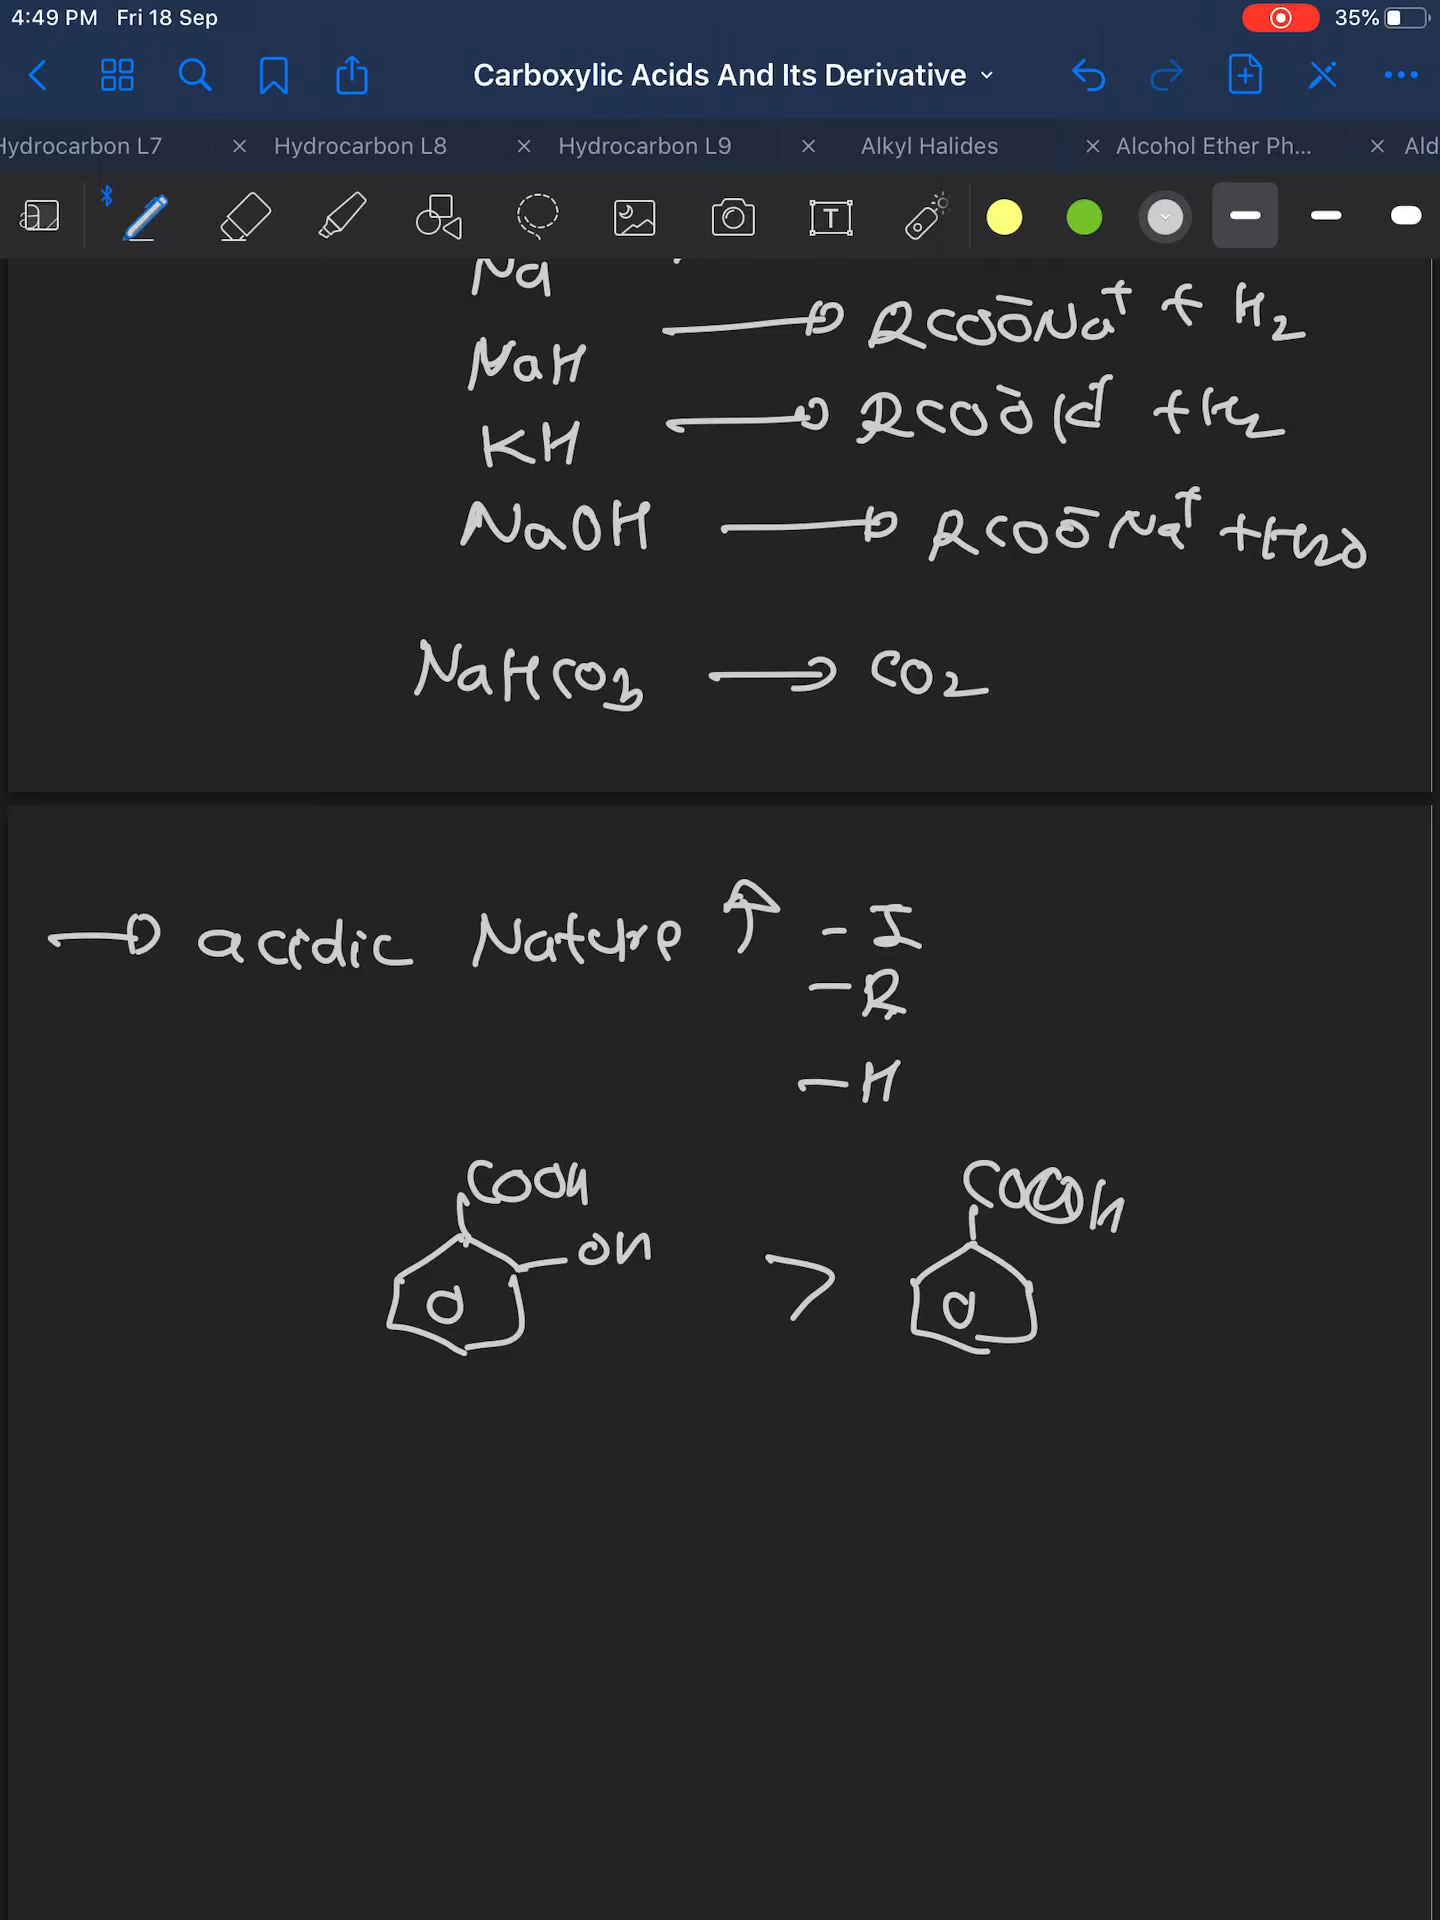 4:49 PM Fri 18 Sep 35%
Carboxylic Acids And Its Derivative
Hydrocarbon L7 × Hydrocarbon L8 × Hydrocarbon L9 × Alkyl Halides × Alcohol Ether Ph... × Ald
T
Na
NaH → RCOO⁻Na⁺ + H₂
KH → RCOO⁻K⁺ + H₂
NaOH → RCOO⁻Na⁺ + H₂O
NaHCO₃ → CO₂
→ acidic Nature ↑ - I
- R
- H
COOH COOH
OH >